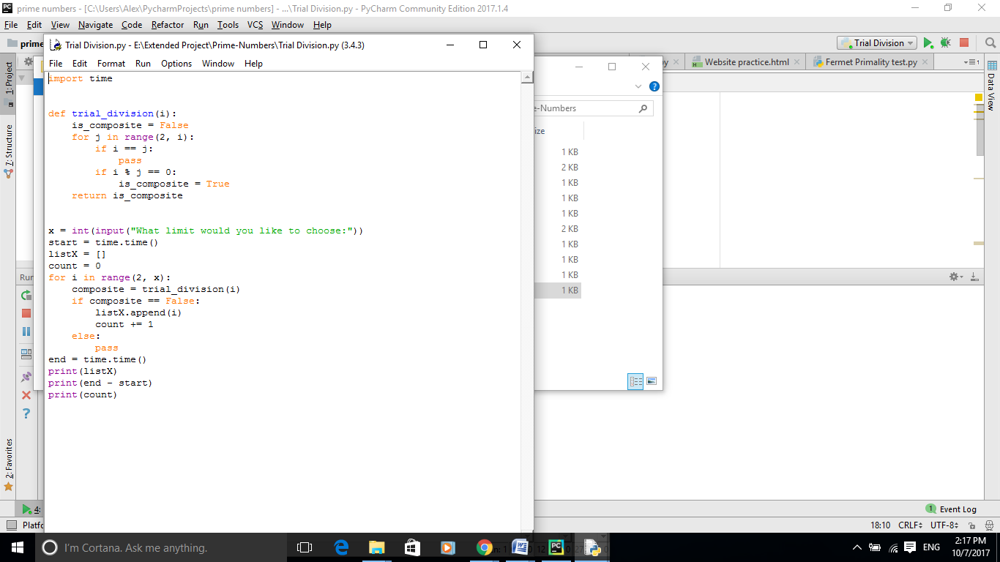 prime numbers - [C:\Users\Alex\PycharmProjects\prime numbers] - ...\Trial Division.py - PyCharm Community Edition 2017.1.4
File Edit View Navigate Code Refactor Run Tools VCS Window Help
prime
Trial Division
Trial Division.py - E:\Extended Project\Prime-Numbers\Trial Division.py (3.4.3)
File Edit Format Run Options Window Help
import time
def trial_division(i):
    is_composite = False
    for j in range(2, i):
        if i == j:
            pass
        if i % j == 0:
            is_composite = True
    return is_composite
x = int(input("What limit would you like to choose:"))
start = time.time()
listX = []
count = 0
for i in range(2, x):
    composite = trial_division(i)
    if composite == False:
        listX.append(i)
        count += 1
    else:
        pass
end = time.time()
print(listX)
print(end - start)
print(count)
Website practice.html
Fermet Primality test.py
e-Numbers
ize
1 KB
2 KB
1 KB
1 KB
1 KB
2 KB
1 KB
1 KB
1 KB
1 KB
1: Project
7: Structure
2: Favorites
Data View
Run
4:
1 Event Log
Platfo
18:10 CRLF UTF-8
I'm Cortana. Ask me anything.
ENG
2:17 PM
10/7/2017